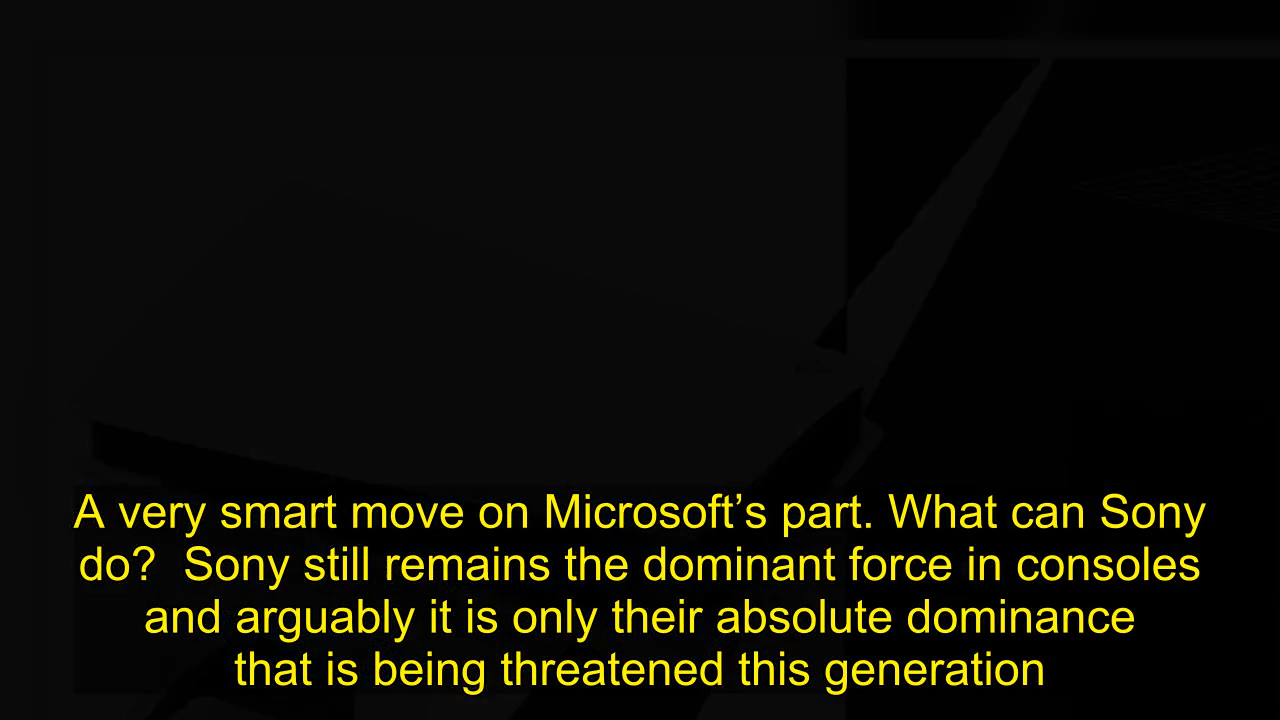 A very smart move on Microsoft’s part. What can Sony
do?  Sony still remains the dominant force in consoles
and arguably it is only their absolute dominance
that is being threatened this generation